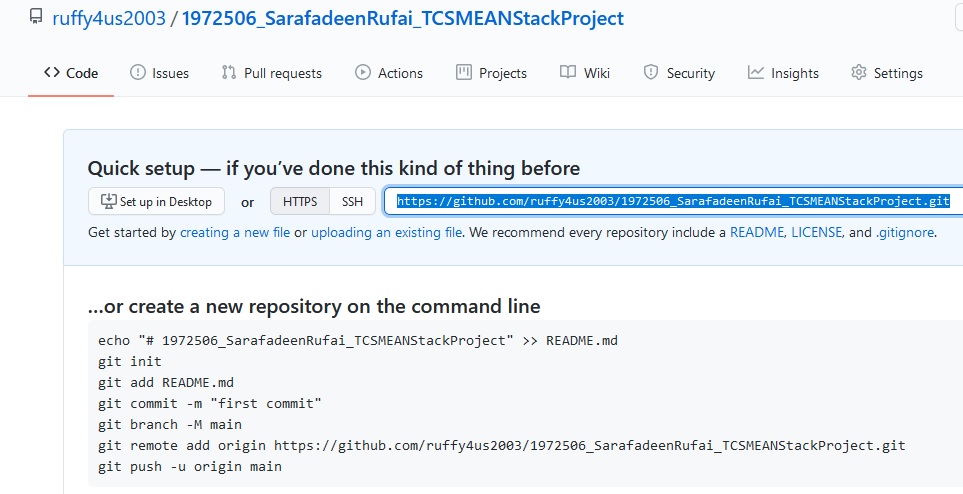 ruffy4us2003 / 1972506_SarafadeenRufai_TCSMEANStackProject
Code Issues Pull requests Actions Projects Wiki Security Insights Settings
Quick setup — if you’ve done this kind of thing before
Set up in Desktop or HTTPS SSH https://github.com/ruffy4us2003/1972506_SarafadeenRufai_TCSMEANStackProject.git
Get started by creating a new file or uploading an existing file. We recommend every repository include a README, LICENSE, and .gitignore.
…or create a new repository on the command line
echo "# 1972506_SarafadeenRufai_TCSMEANStackProject" >> README.md
git init
git add README.md
git commit -m "first commit"
git branch -M main
git remote add origin https://github.com/ruffy4us2003/1972506_SarafadeenRufai_TCSMEANStackProject.git
git push -u origin main